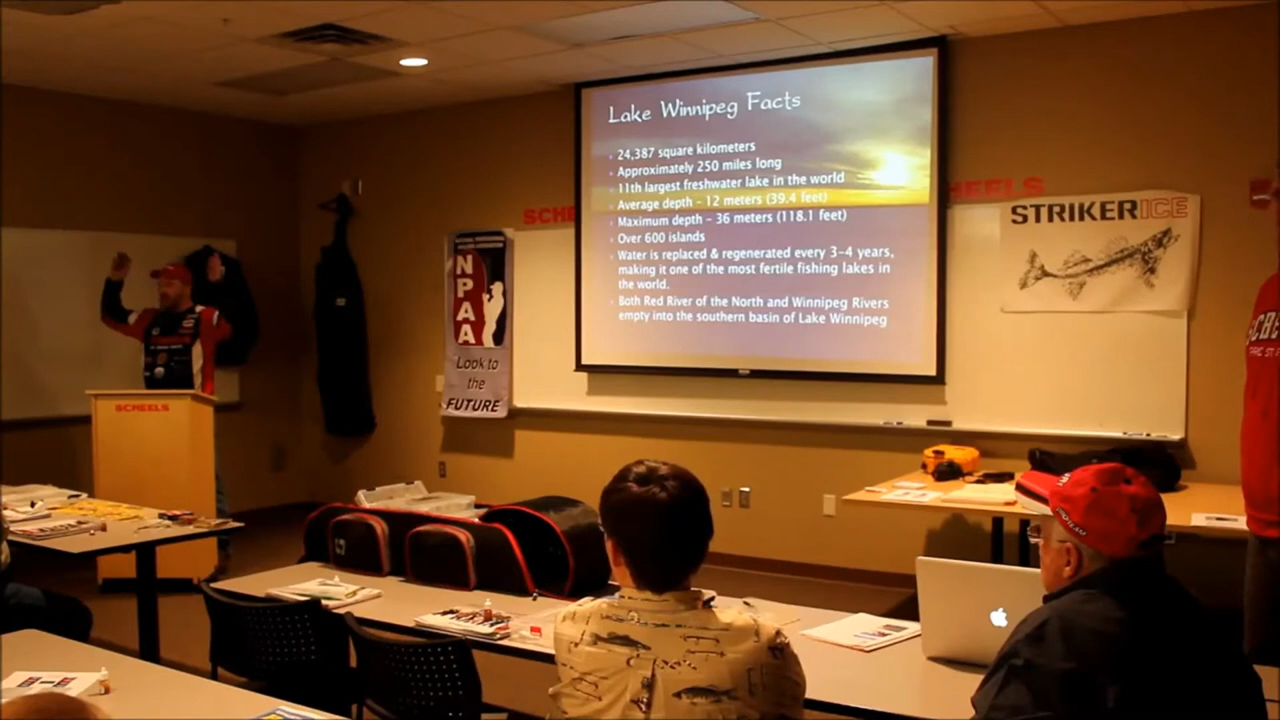 Lake Winnipeg Facts
24,387 square kilometers
Approximately 250 miles long
11th largest freshwater lake in the world
Average depth - 12 meters (39.4 feet)
Maximum depth - 36 meters (118.1 feet)
Over 600 islands
Water is replaced & regenerated every 3-4 years,
making it one of the most fertile fishing lakes in
the world.
Both Red River of the North and Winnipeg Rivers
empty into the southern basin of Lake Winnipeg
STRIKERICE
NPAA
Look to
the
FUTURE
SCHEELS